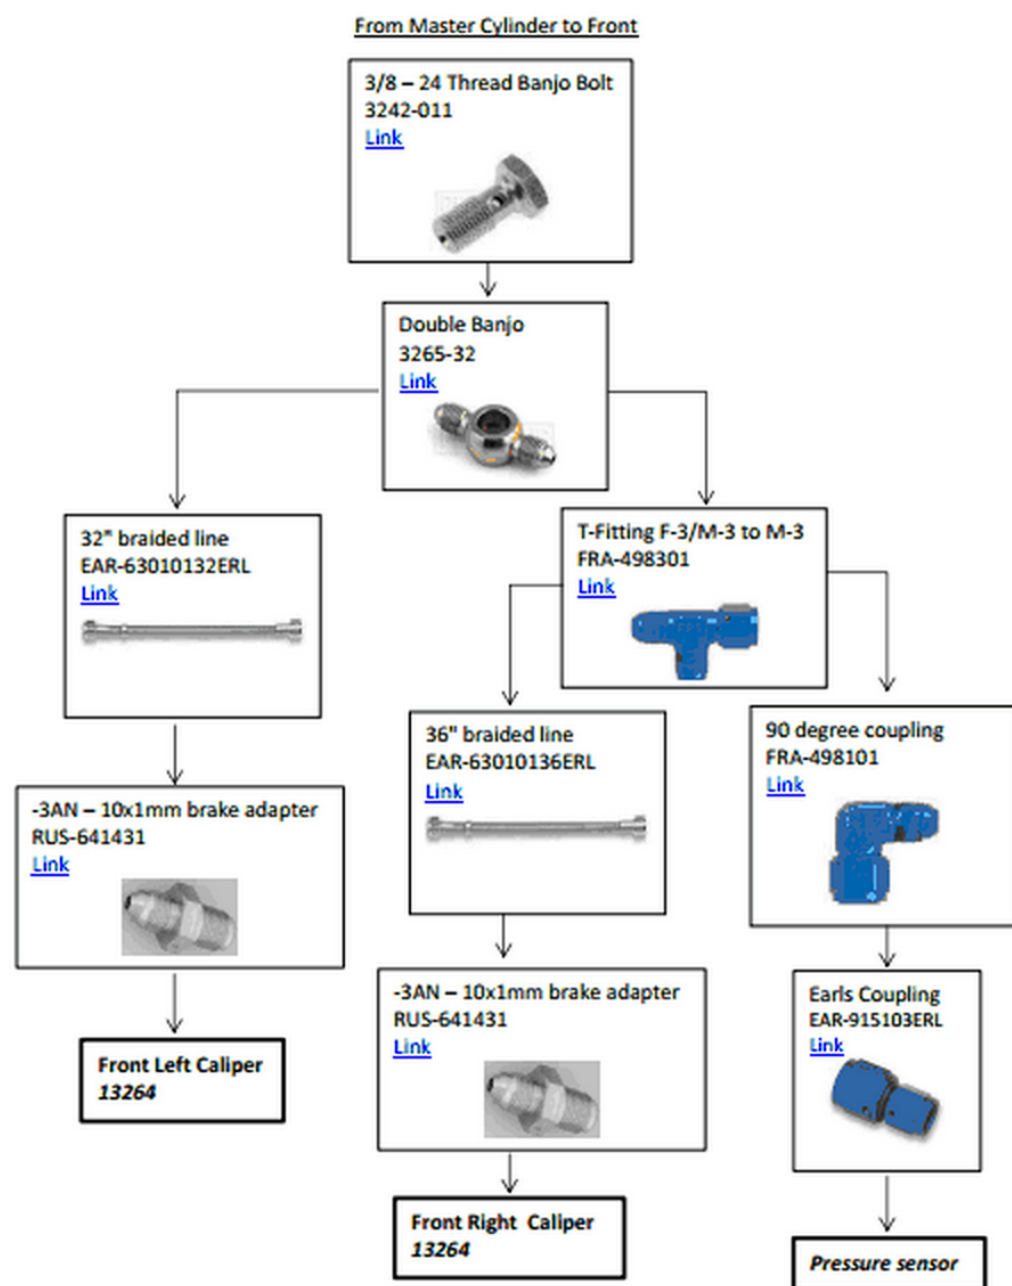 From Master Cylinder to Front
3/8 – 24 Thread Banjo Bolt
3242-011
Link
Double Banjo
3265-32
Link
32" braided line
EAR-63010132ERL
Link
T-Fitting F-3/M-3 to M-3
FRA-498301
Link
36" braided line
EAR-63010136ERL
Link
90 degree coupling
FRA-498101
Link
-3AN – 10x1mm brake adapter
RUS-641431
Link
-3AN – 10x1mm brake adapter
RUS-641431
Link
Earls Coupling
EAR-915103ERL
Link
Front Left Caliper
13264
Front Right Caliper
13264
Pressure sensor